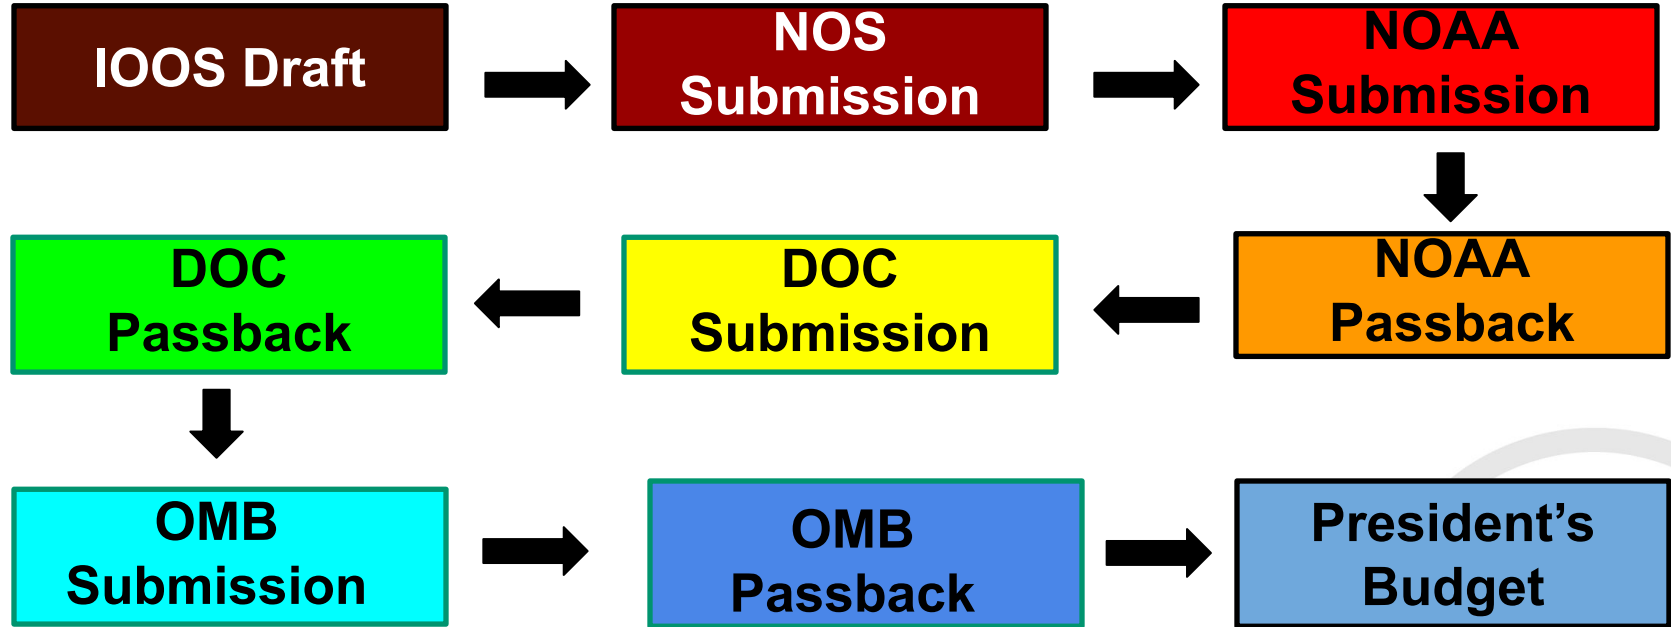 IOOS Draft
NOS
Submission
NOAA
Submission
NOAA
Passback
DOC
Submission
DOC
Passback
OMB
Submission
OMB
Passback
President’s
Budget